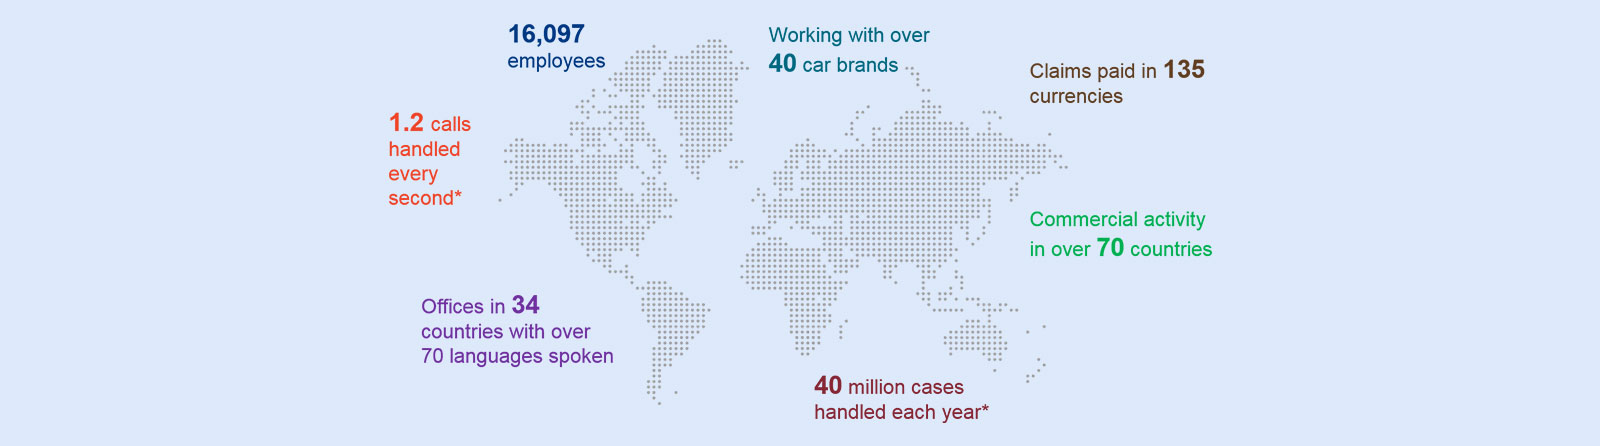 16,097
employees
Working with over
40 car brands
Claims paid in 135
currencies
1.2 calls
handled
every
second*
Commercial activity
in over 70 countries
Offices in 34
countries with over
70 languages spoken
40 million cases
handled each year*